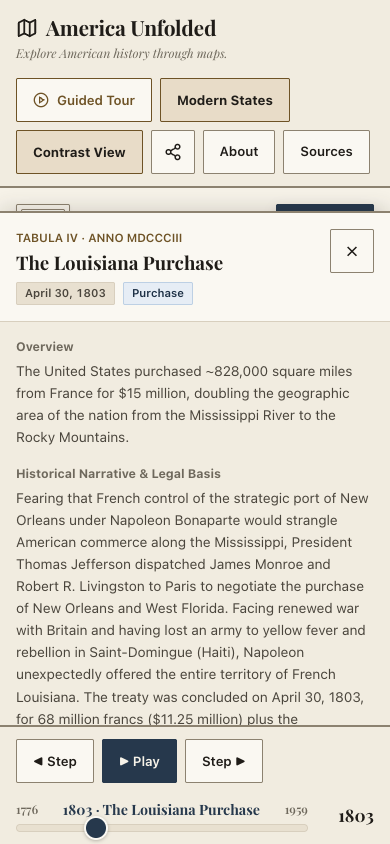 America Unfolded
Explore American history through maps.
Guided Tour
Modern States
Contrast View
About
Sources
TABULA IV · ANNO MDCCCIII
The Louisiana Purchase
April 30, 1803
Purchase
Overview
The United States purchased ~828,000 square miles
from France for $15 million, doubling the geographic
area of the nation from the Mississippi River to the
Rocky Mountains.
Historical Narrative & Legal Basis
Fearing that French control of the strategic port of New
Orleans under Napoleon Bonaparte would strangle
American commerce along the Mississippi, President
Thomas Jefferson dispatched James Monroe and
Robert R. Livingston to Paris to negotiate the purchase
of New Orleans and West Florida. Facing renewed war
with Britain and having lost an army to yellow fever and
rebellion in Saint-Domingue (Haiti), Napoleon
unexpectedly offered the entire territory of French
Louisiana. The treaty was concluded on April 30, 1803,
for 68 million francs ($11.25 million) plus the
◄ Step
► Play
Step ►
1776
1803 · The Louisiana Purchase
1959
1803